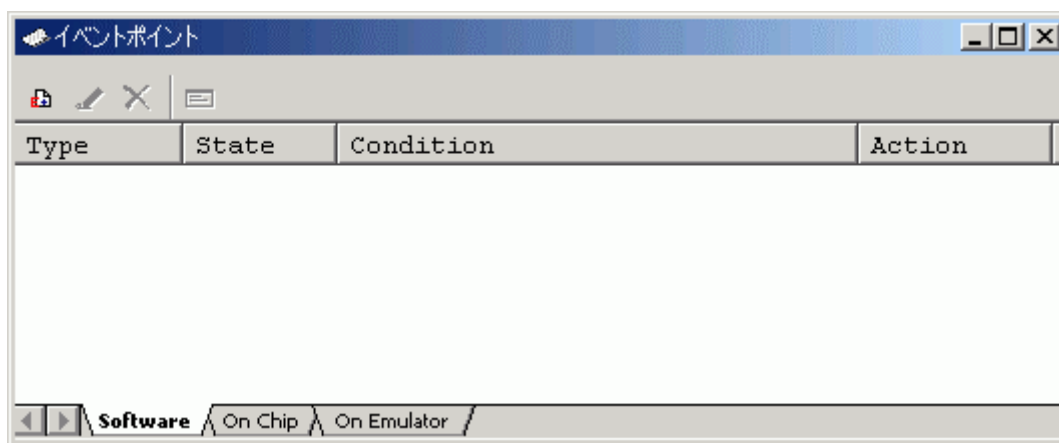 イベントポイント
Type State Condition Action
Software On Chip On Emulator